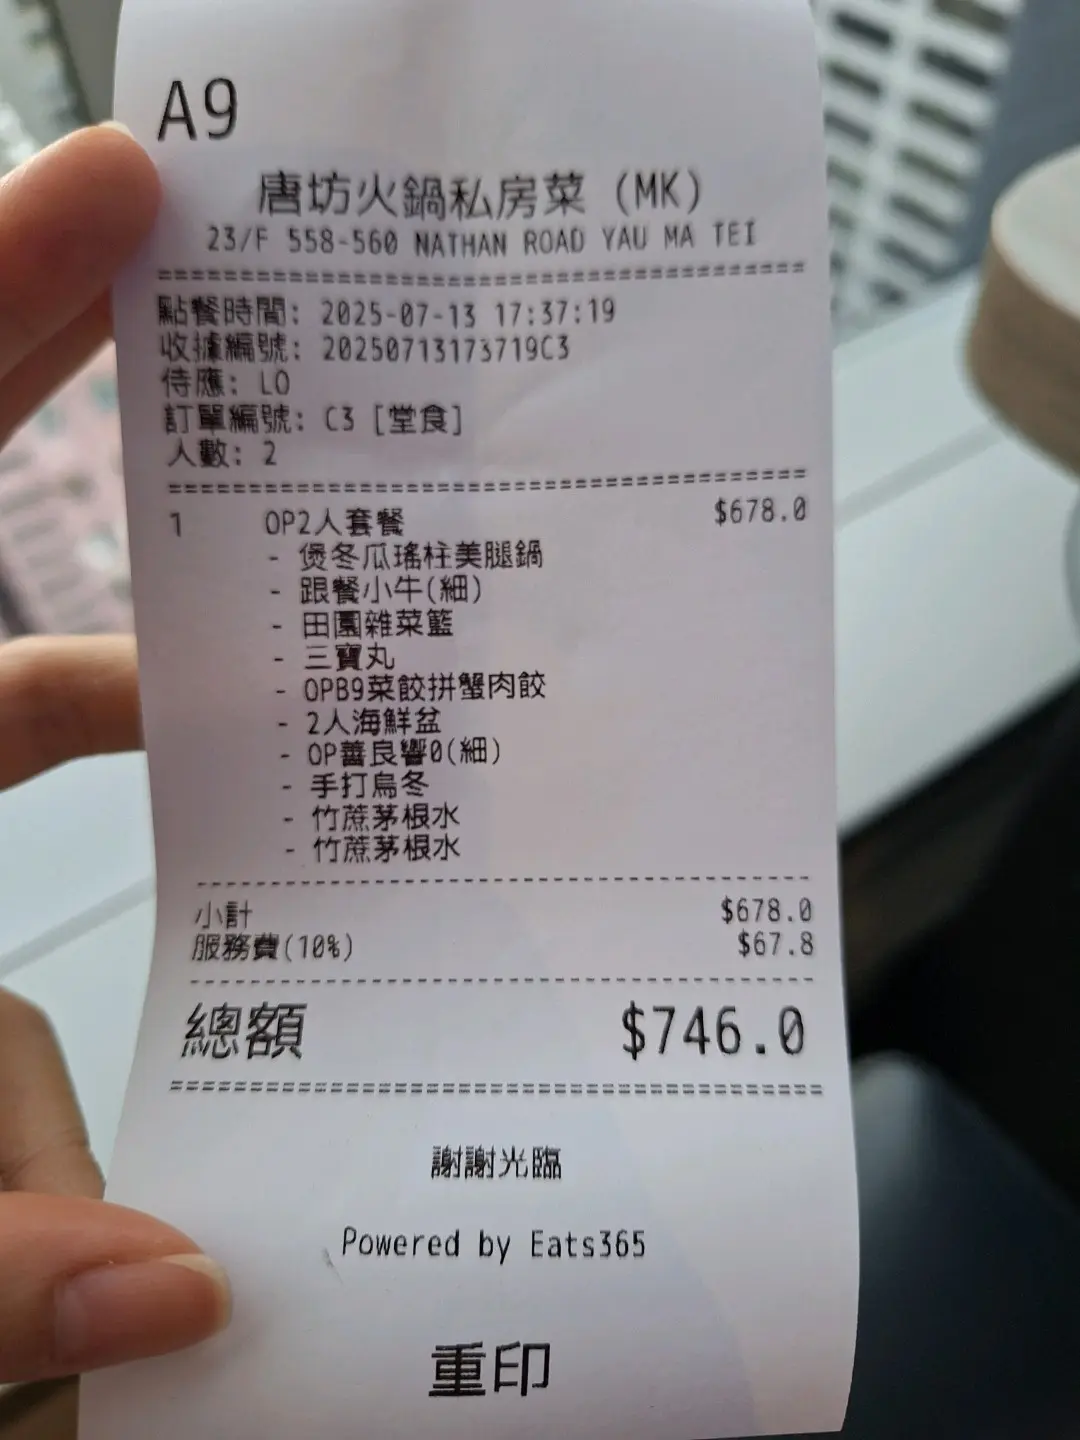 A9
唐坊火鍋私房菜 (MK)
23/F 558-560 NATHAN ROAD YAU MA TEI
點餐時間: 2025-07-13 17:37:19
收據編號: 20250713173719C3
侍應: LO
訂單編號: C3 [堂食]
人數: 2
1 OP2人套餐 $678.0
- 煲冬瓜瑤柱美腿鍋
- 跟餐小牛(細)
- 田園雜菜籃
- 三寶丸
- OPB9菜餃拼蟹肉餃
- 2人海鮮盆
- OP善良響0(細)
- 手打烏冬
- 竹蔗茅根水
- 竹蔗茅根水
小計 $678.0
服務費(10%) $67.8
總額 $746.0
謝謝光臨
Powered by Eats365
重印